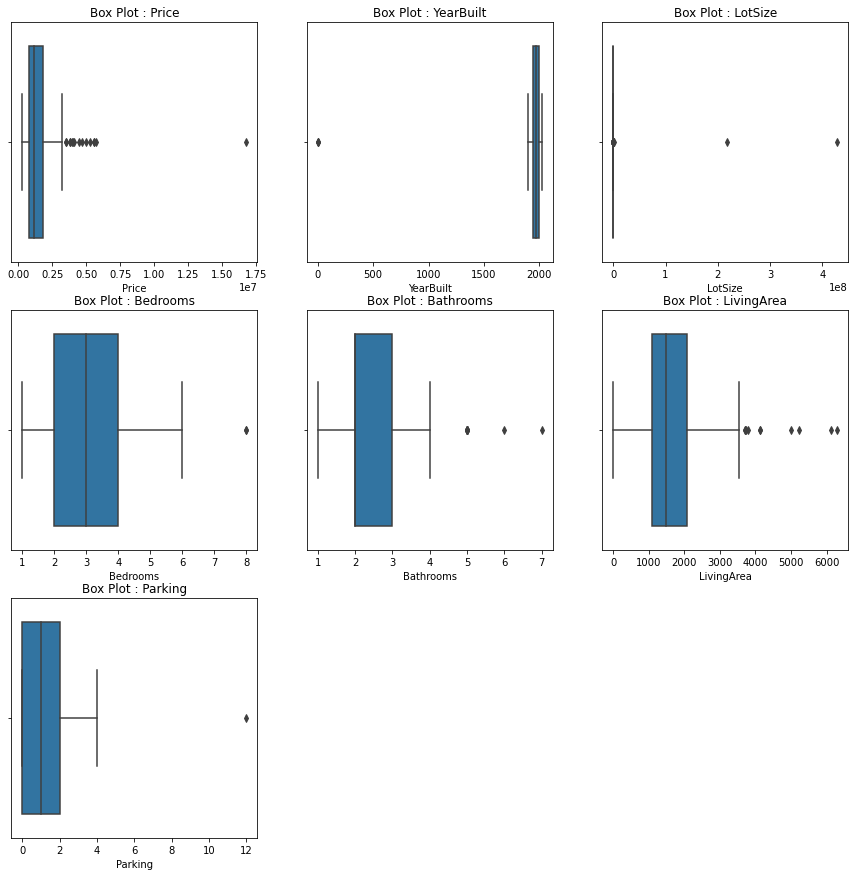 Box Plot : Price
Box Plot : YearBuilt
Box Plot : LotSize
0.00 0.25 0.50 0.75 1.00 1.25 1.50 1.75
Price
1e7
0 500 1000 1500 2000
YearBuilt
0 1 2 3 4
LotSize
1e8
Box Plot : Bedrooms
Box Plot : Bathrooms
Box Plot : LivingArea
1 2 3 4 5 6 7 8
Bedrooms
1 2 3 4 5 6 7
Bathrooms
0 1000 2000 3000 4000 5000 6000
LivingArea
Box Plot : Parking
0 2 4 6 8 10 12
Parking